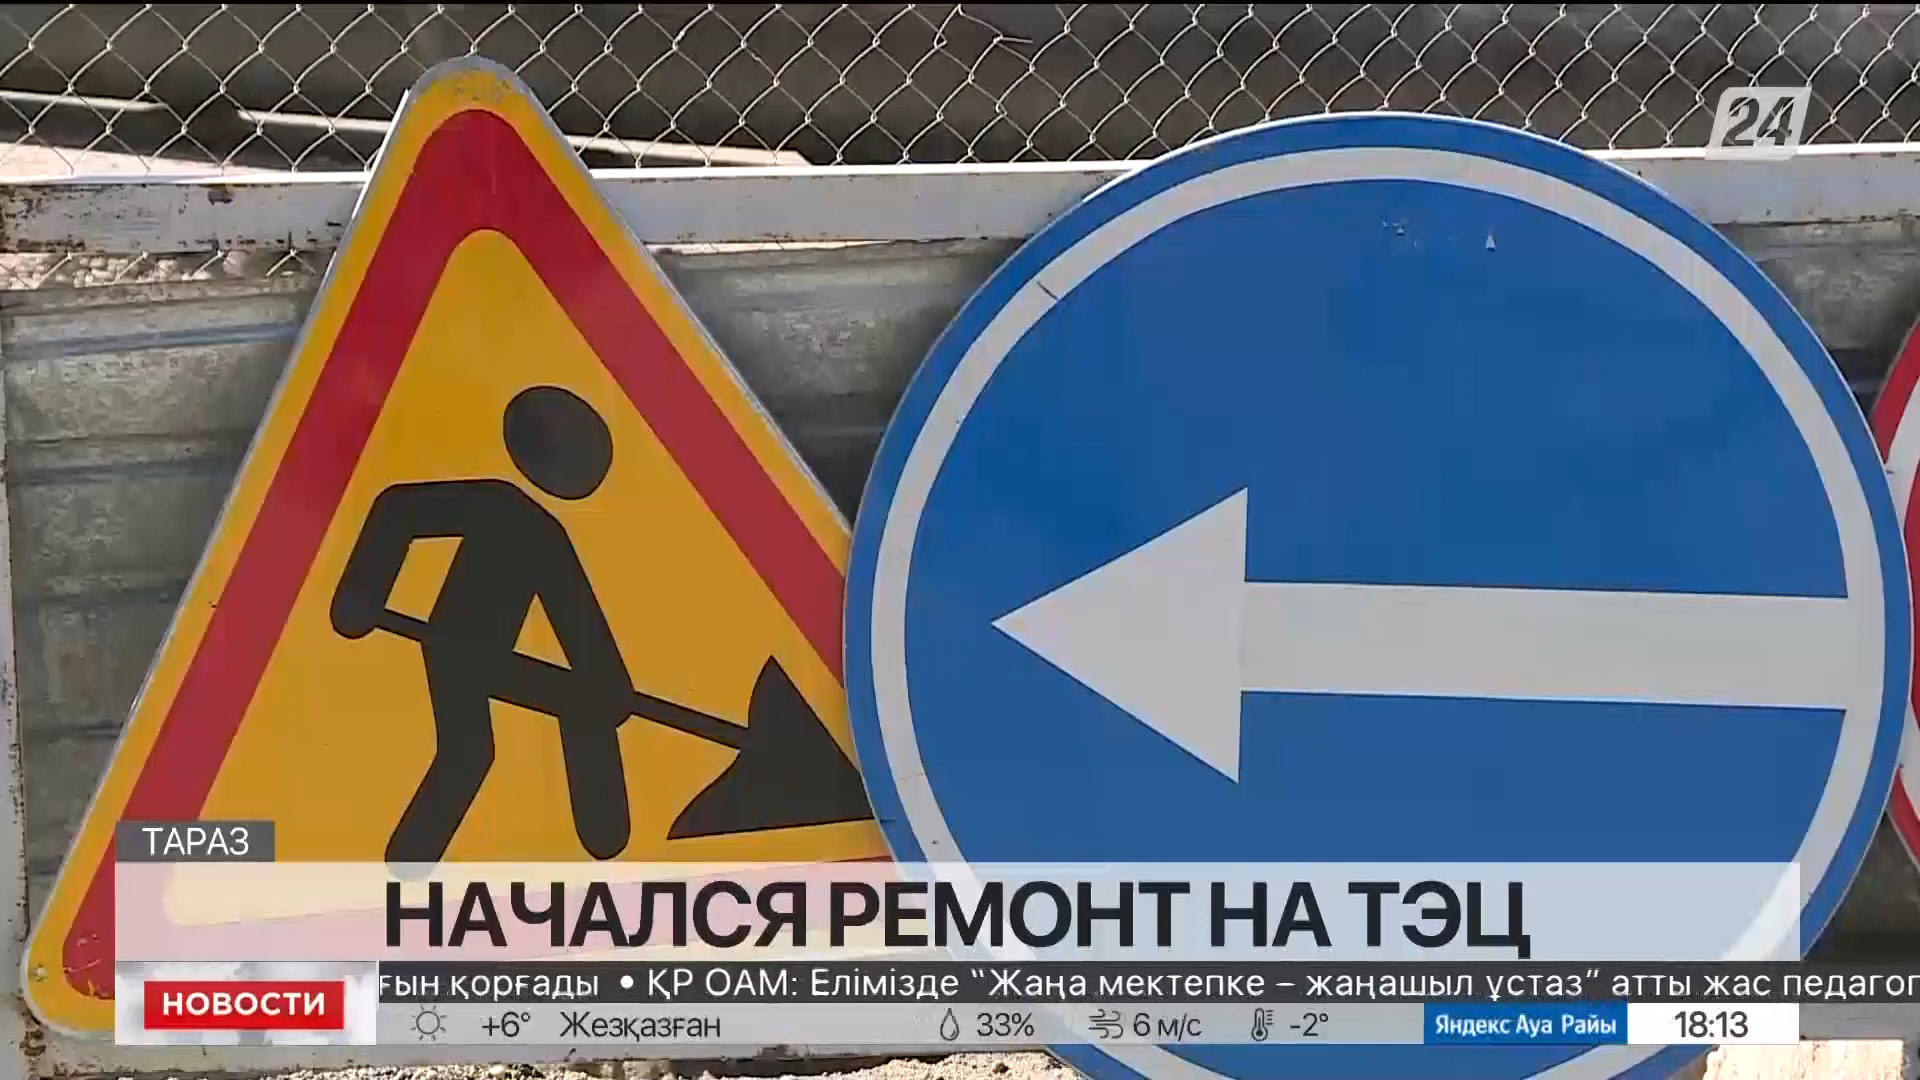 24
ТАРАЗ
НАЧАЛСЯ РЕМОНТ НА ТЭЦ
НОВОСТИ
ғын қорғады • ҚР ОАМ: Елімізде “Жаңа мектепке – жаңашыл ұстаз” атты жас педагог
+6° Жезқазған 33% 6 м/с -2° Яндекс Ауа Райы 18:13